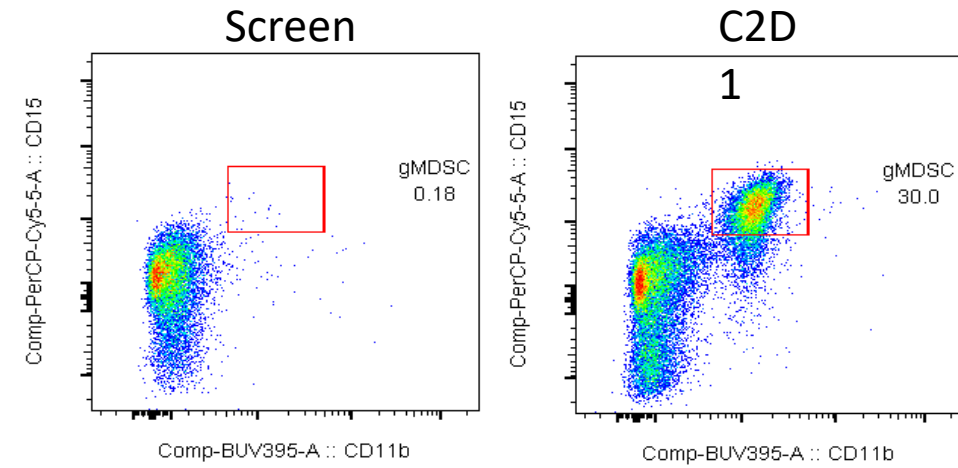 Screen
Comp-PerCP-Cy5-5-A :: CD15
gMDSC
0.18
Comp-BUV395-A :: CD11b
C2D
1
Comp-PerCP-Cy5-5-A :: CD15
gMDSC
30.0
Comp-BUV395-A :: CD11b